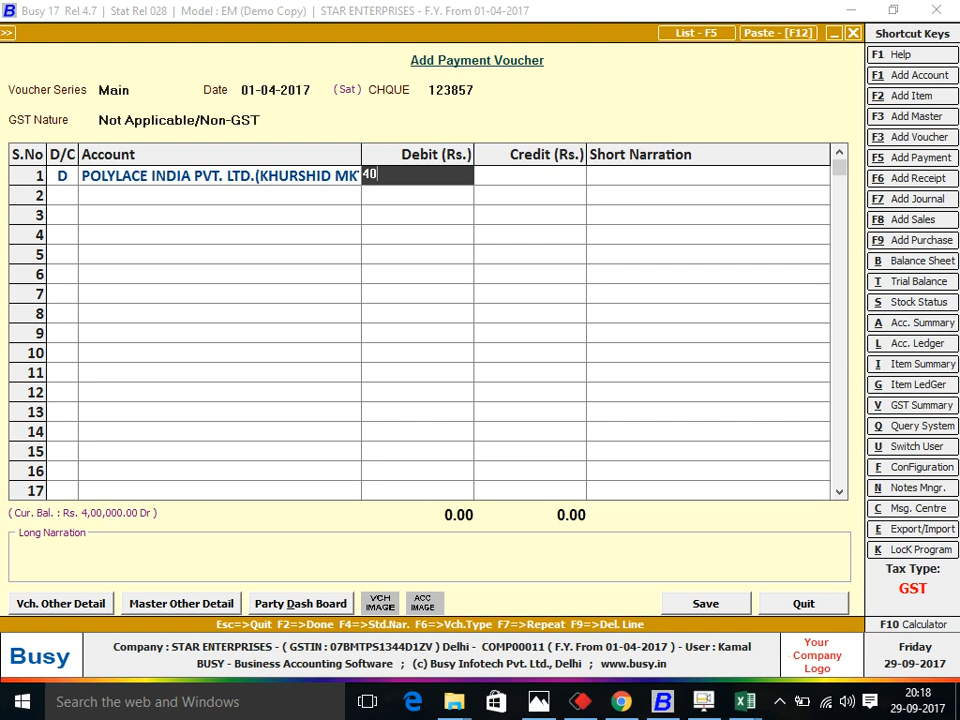 Busy 17 Rel 4.7 | Stat Rel 028 | Model : EM (Demo Copy) | STAR ENTERPRISES - F.Y. From 01-04-2017
>> List - F5 Paste - [F12]
Add Payment Voucher
Voucher Series Main Date 01-04-2017 (Sat) CHQUE 123857
GST Nature Not Applicable/Non-GST
S.No D/C Account Debit (Rs.) Credit (Rs.) Short Narration
1 D POLYLACE INDIA PVT. LTD.(KHURSHID MK 40
2
3
4
5
6
7
8
9
10
11
12
13
14
15
16
17
( Cur. Bal. : Rs. 4,00,000.00 Dr ) 0.00 0.00
Long Narration
Vch. Other Detail Master Other Detail Party Dash Board VCH IMAGE ACC IMAGE Save Quit
Esc=>Quit F2=>Done F4=>Std.Nar. F6=>Vch.Type F7=>Repeat F9=>Del. Line
Busy
Company : STAR ENTERPRISES - ( GSTIN : 07BMTPS1344D1ZV ) Delhi - COMP00011 ( F.Y. From 01-04-2017 ) - User : Kamal
BUSY - Business Accounting Software ; (c) Busy Infotech Pvt. Ltd., Delhi ; www.busy.in
Your
Company
Logo
Shortcut Keys
F1 Help
F1 Add Account
F2 Add Item
F3 Add Master
F3 Add Voucher
F5 Add Payment
F6 Add Receipt
F7 Add Journal
F8 Add Sales
F9 Add Purchase
B Balance Sheet
T Trial Balance
S Stock Status
A Acc. Summary
L Acc. Ledger
I Item Summary
G Item LedGer
V GST Summary
Q Query System
U Switch User
F ConFiguration
N Notes Mngr.
C Msg. Centre
E Export/Import
K LocK Program
Tax Type:
GST
F10 Calculator
Friday
29-09-2017
Search the web and Windows
20:18
29-09-2017